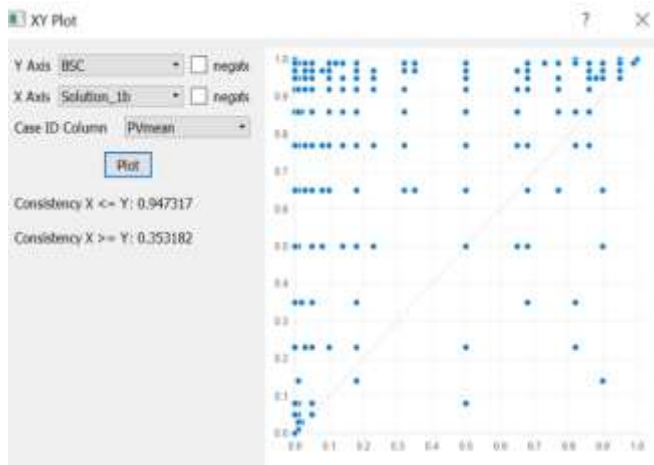 XY Plot ? ×
Y Axis BSC negate
X Axis Solution_1b negate
Case ID Column PVmean
Plot
Consistency X <= Y: 0.947317
Consistency X >= Y: 0.353182
1.0
0.9
0.8
0.7
0.6
0.5
0.4
0.3
0.2
0.1
0.0
0.0 0.1 0.2 0.3 0.4 0.5 0.6 0.7 0.8 0.9 1.0